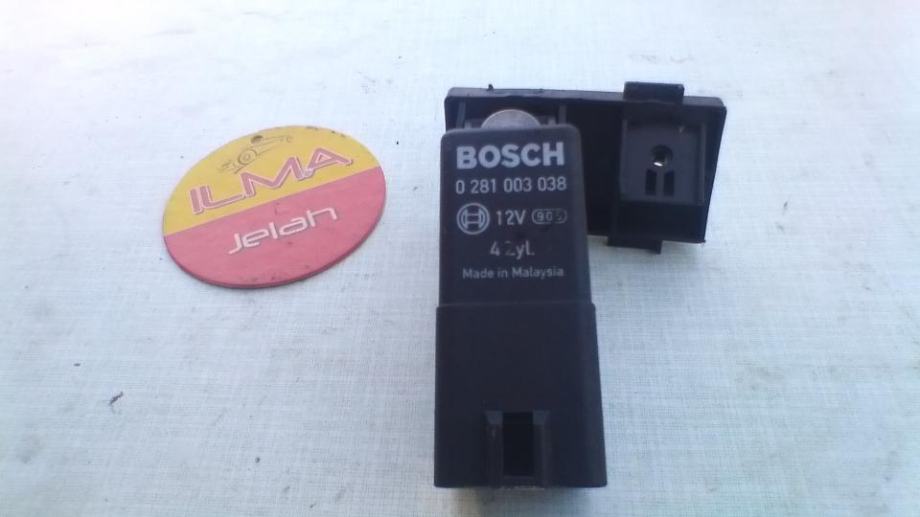 ILMA
Jelah
BOSCH
0 281 003 038
12V
4 Zyl.
Made in Malaysia